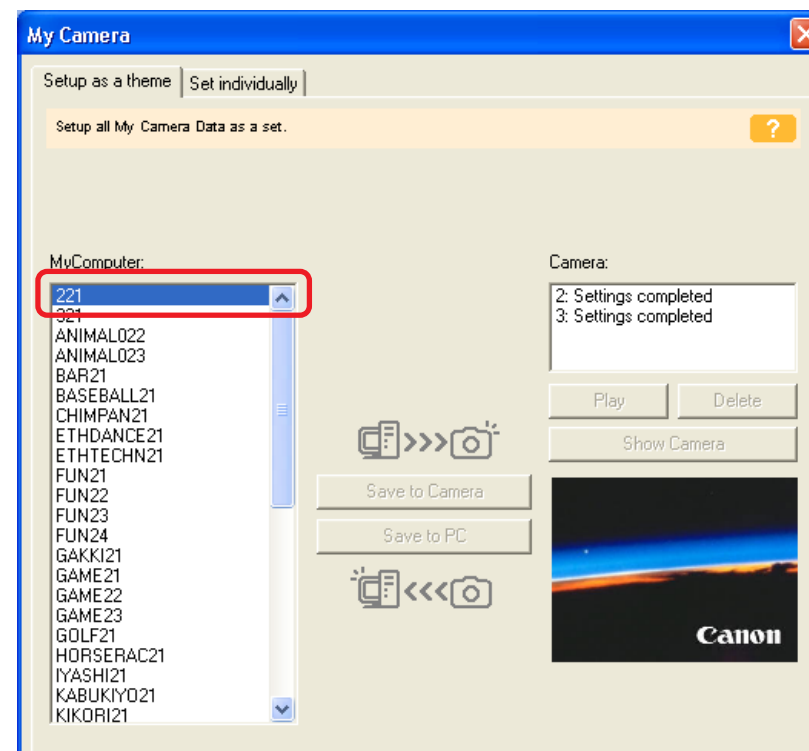 My Camera
Setup as a theme
Set individually
Setup all My Camera Data as a set.
?
MyComputer:
221
321
ANIMAL022
ANIMAL023
BAR21
BASEBALL21
CHIMPAN21
ETHDANCE21
ETHTECHN21
FUN21
FUN22
FUN23
FUN24
GAKKI21
GAME21
GAME22
GAME23
GOLF21
HORSERAC21
IYASHI21
KABUKIYO21
KIKORI21
>>>
Save to Camera
Save to PC
<<<
Camera:
2: Settings completed
3: Settings completed
Play
Delete
Show Camera
Canon